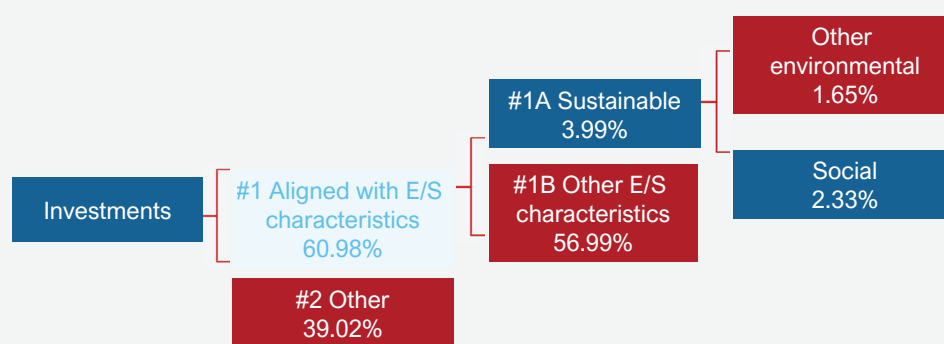 Investments
#1 Aligned with E/S
characteristics
60.98%
#2 Other
39.02%
#1A Sustainable
3.99%
#1B Other E/S
characteristics
56.99%
Other
environmental
1.65%
Social
2.33%